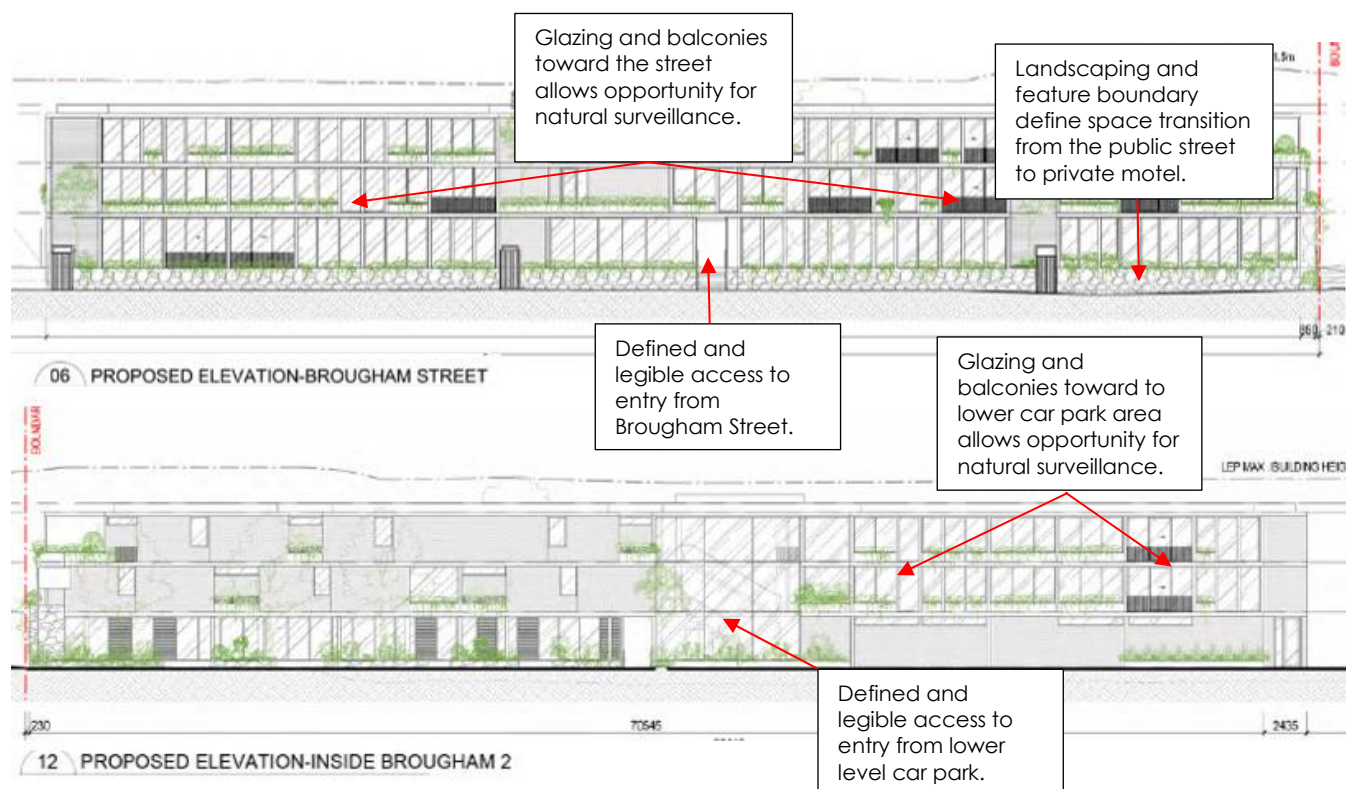 Glazing and balconies
toward the street
allows opportunity for
natural surveillance.
Landscaping and
feature boundary
define space transition
from the public street
to private motel.
1.5m
Defined and
legible access to
entry from
Brougham Street.
06 PROPOSED ELEVATION-BROUGHAM STREET
Glazing and
balconies toward to
lower car park area
allows opportunity for
natural surveillance.
LEP MAX. BUILDING HEIG
230
70545
2435
Defined and
legible access to
entry from lower
level car park.
12 PROPOSED ELEVATION-INSIDE BROUGHAM 2